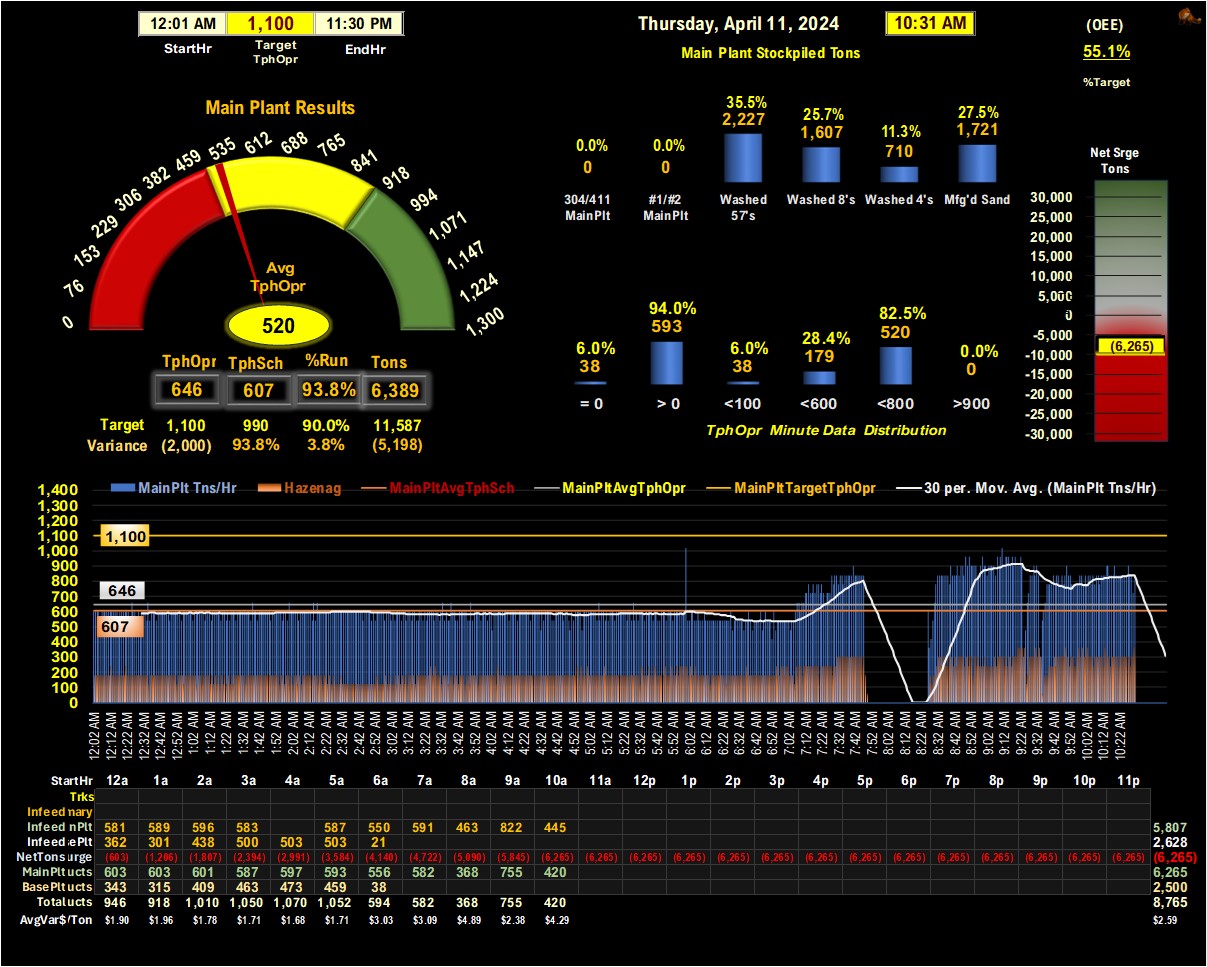 12:01 AM 1,100 11:30 PM
StartHr Target TphOpr EndHr
Thursday, April 11, 2024 10:31 AM
Main Plant Stockpiled Tons
(OEE)
55.1%
%Target
Main Plant Results
0 76 153 229 306 382 459 535 612 688 765 841 918 994 1,071 1,147 1,224 1,300
Avg
TphOpr
520
TphOpr TphSch %Run Tons
646 607 93.8% 6,389
Target 1,100 990 90.0% 11,587
Variance (2,000) 93.8% 3.8% (5,198)
0.0% 0.0% 35.5% 25.7% 11.3% 27.5%
0 0 2,227 1,607 710 1,721
304/411 MainPlt #1/#2 MainPlt Washed 57's Washed 8's Washed 4's Mfg'd Sand
6.0% 94.0% 6.0% 28.4% 82.5% 0.0%
38 593 38 179 520 0
= 0 > 0 <100 <600 <800 >900
TphOpr Minute Data Distribution
Net Srge
Tons
30,000
25,000
20,000
15,000
10,000
5,000
0
-5,000
(6,265)
-10,000
-15,000
-20,000
-25,000
-30,000
MainPlt Tns/Hr Hazenag MainPltAvgTphSch MainPltAvgTphOpr MainPltTargetTphOpr 30 per. Mov. Avg. (MainPlt Tns/Hr)
1,400
1,300
1,200
1,100
1,000
900
800
700
600
500
400
300
200
100
0
1,100
646
607
12:02 AM 12:12 AM 12:22 AM 12:32 AM 12:42 AM 12:52 AM 1:02 AM 1:12 AM 1:22 AM 1:32 AM 1:42 AM 1:52 AM 2:02 AM 2:12 AM 2:22 AM 2:32 AM 2:42 AM 2:52 AM 3:02 AM 3:12 AM 3:22 AM 3:32 AM 3:42 AM 3:52 AM 4:02 AM 4:12 AM 4:22 AM 4:32 AM 4:42 AM 4:52 AM 5:02 AM 5:12 AM 5:22 AM 5:32 AM 5:42 AM 5:52 AM 6:02 AM 6:12 AM 6:22 AM 6:32 AM 6:42 AM 6:52 AM 7:02 AM 7:12 AM 7:22 AM 7:32 AM 7:42 AM 7:52 AM 8:02 AM 8:12 AM 8:22 AM 8:32 AM 8:42 AM 8:52 AM 9:02 AM 9:12 AM 9:22 AM 9:32 AM 9:42 AM 9:52 AM 10:02 AM 10:12 AM 10:22 AM
StartHr 12a 1a 2a 3a 4a 5a 6a 7a 8a 9a 10a 11a 12p 1p 2p 3p 4p 5p 6p 7p 8p 9p 10p 11p
Trks
Infeed mary
Infeed nPlt 581 589 596 583 587 550 591 463 822 445 5,807
Infeed ePlt 362 301 438 500 503 503 21 2,628
NetTons urge (603) (1,206) (1,807) (2,394) (2,991) (3,584) (4,140) (4,722) (5,090) (5,845) (6,265) (6,265) (6,265) (6,265) (6,265) (6,265) (6,265) (6,265) (6,265) (6,265) (6,265) (6,265) (6,265) (6,265) (6,265)
MainPlt ucts 603 603 601 587 597 593 556 582 368 755 420 6,265
BasePlt ucts 343 315 409 463 473 459 38 2,500
Total ucts 946 918 1,010 1,050 1,070 1,052 594 582 368 755 420 8,765
AvgVar$/Ton $1.90 $1.96 $1.78 $1.71 $1.68 $1.71 $3.03 $3.09 $4.89 $2.38 $4.29 $2.59